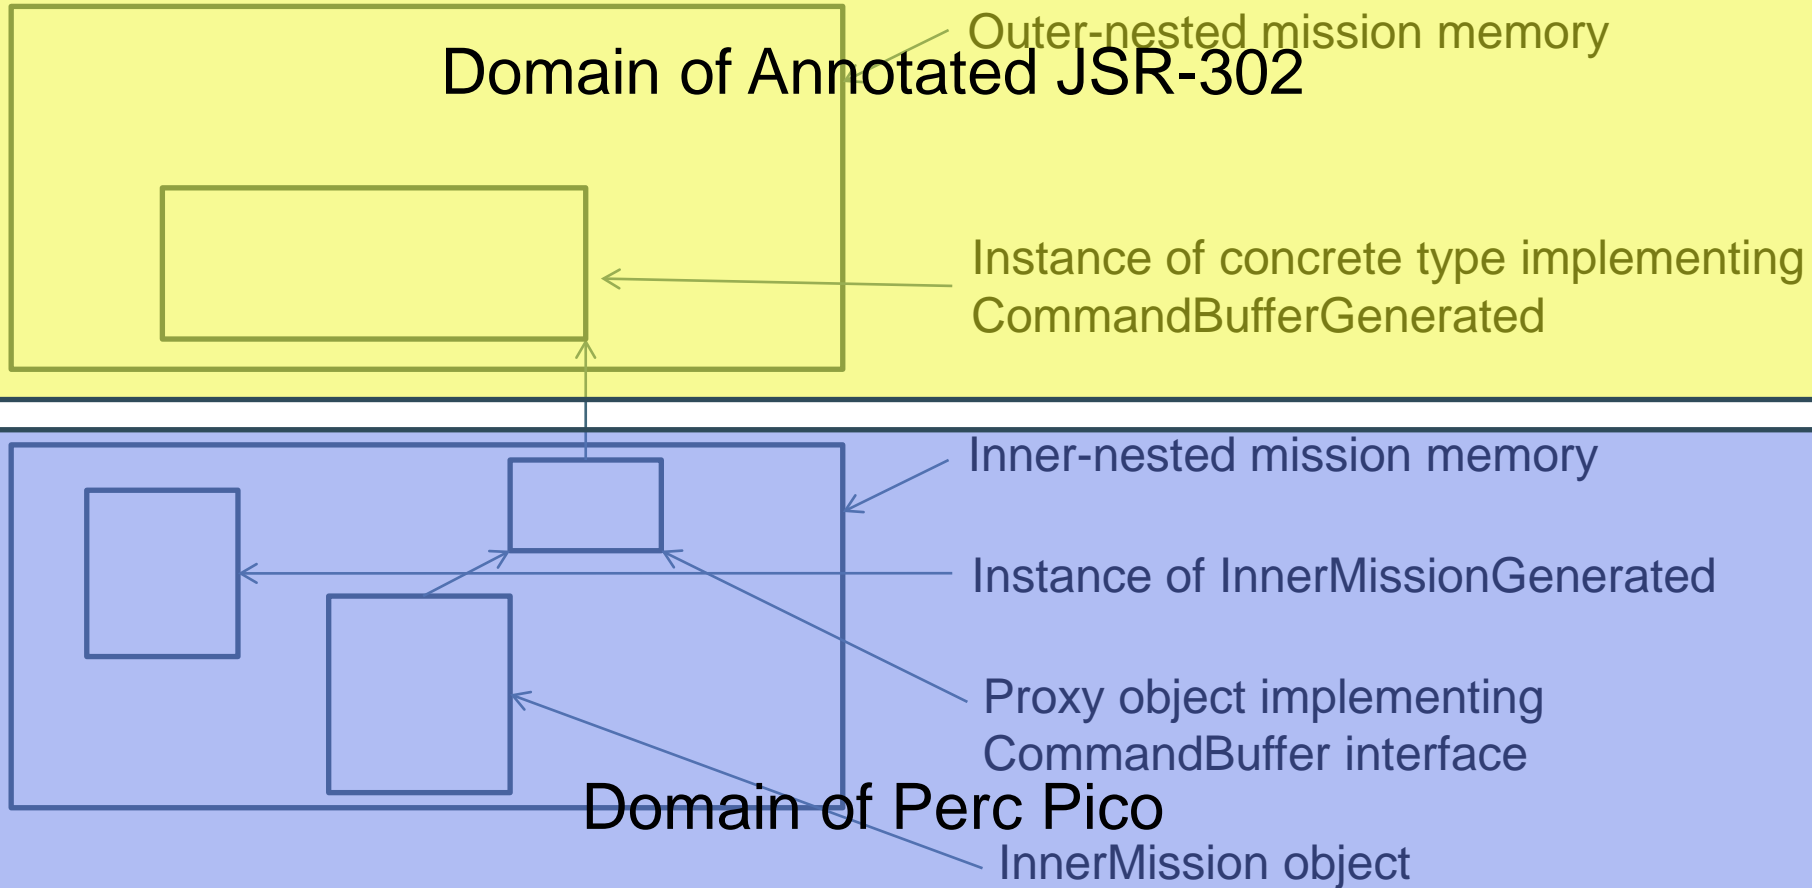 Outer-nested mission memory
Domain of Annotated JSR-302
Instance of concrete type implementing
CommandBufferGenerated
Inner-nested mission memory
Instance of InnerMissionGenerated
Proxy object implementing
CommandBuffer interface
Domain of Perc Pico
InnerMission object